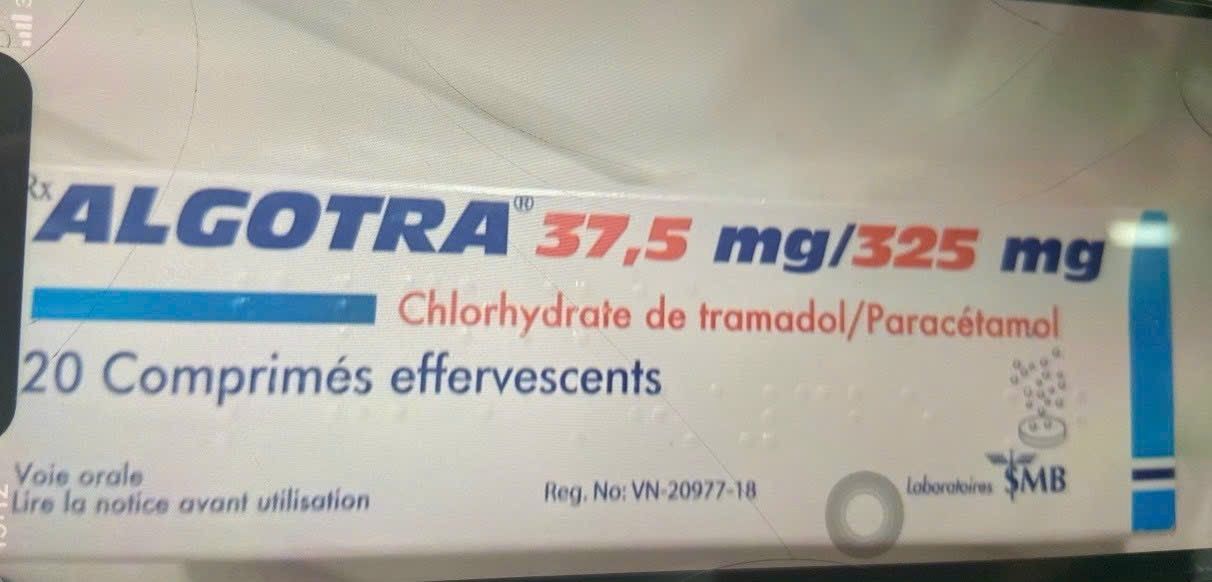 Rx ALGOTRA® 37,5 mg/325 mg
Chlorhydrate de tramadol/Paracétamol
20 Comprimés effervescents
Voie orale
Lire la notice avant utilisation
Reg. No: VN-20977-18
Laboratoires SMB